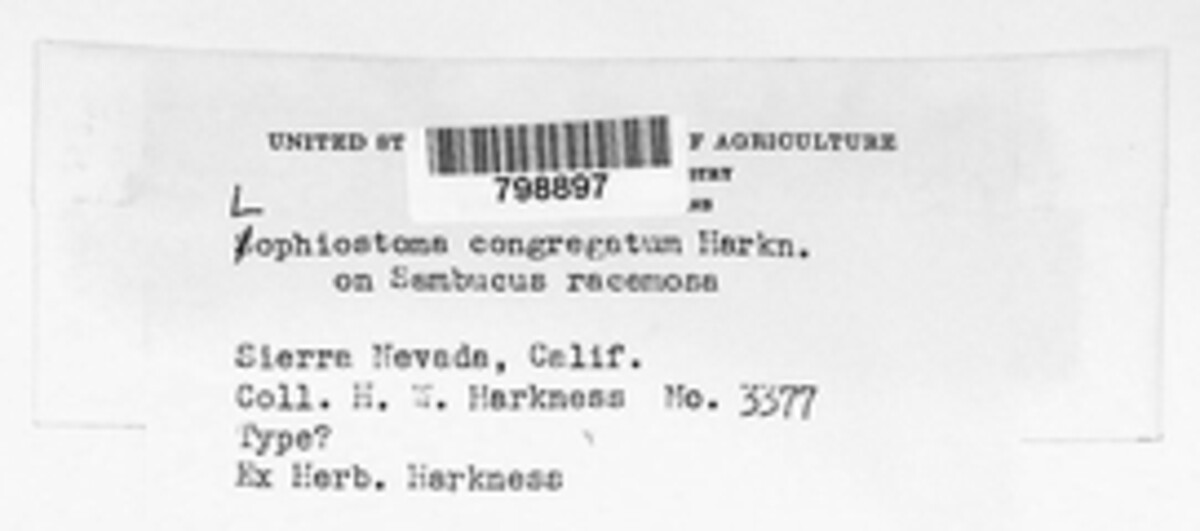 UNITED ST F AGRICULTURE
798897
L
ophiostoma congregatum Harkn.
on Sambucus racemosa
Sierra Nevada, Calif.
Coll. H. W. Harkness No. 3377
Type?
Ex Herb. Harkness